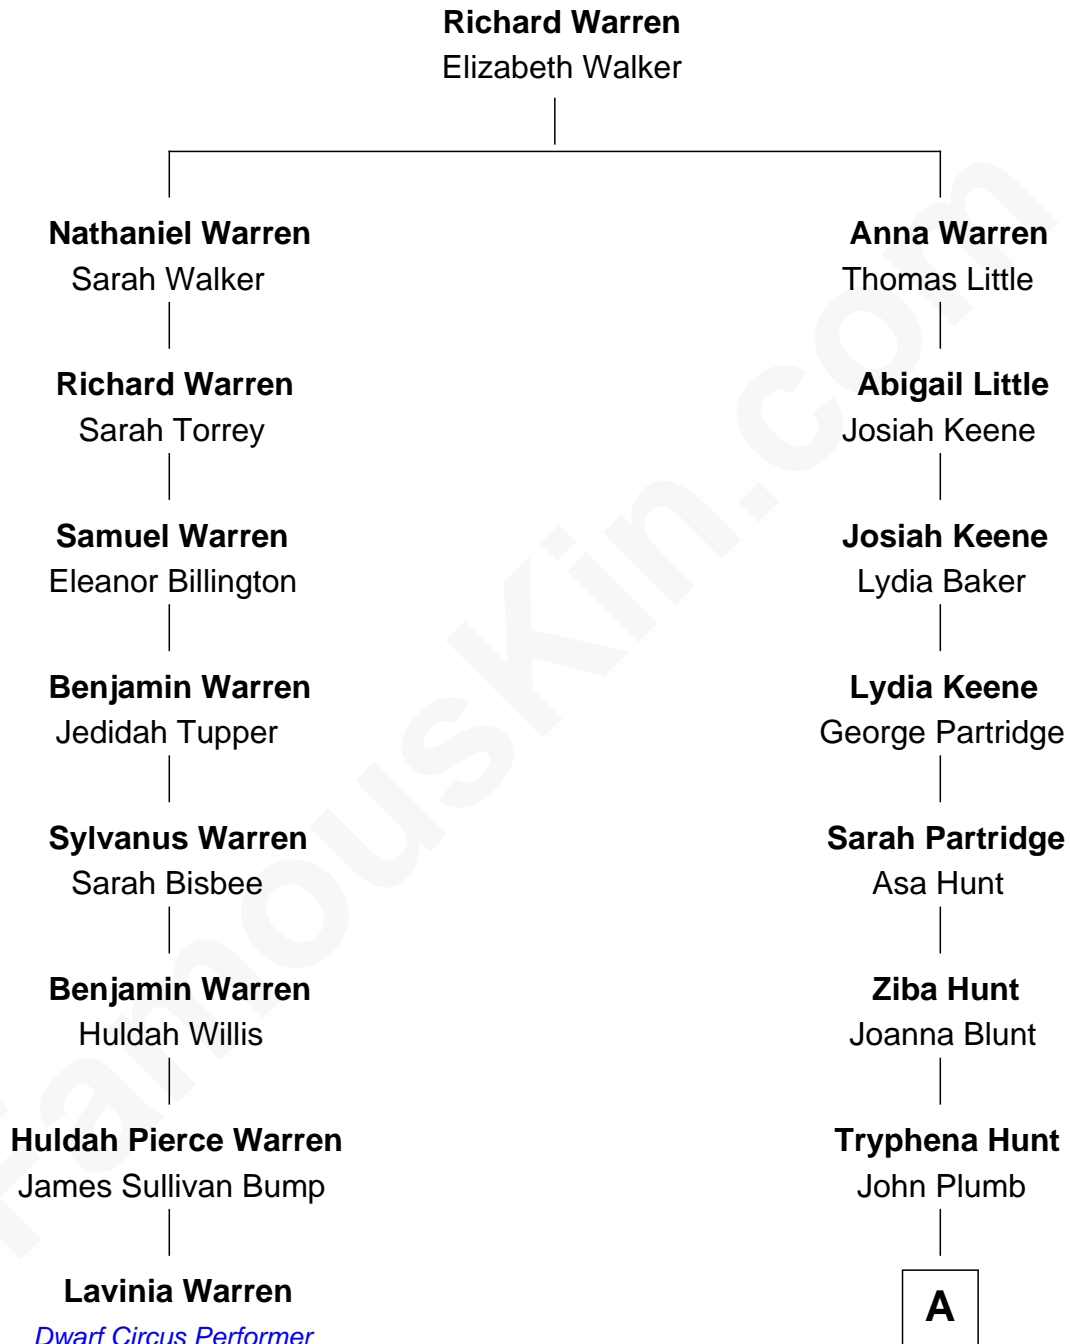 Richard Warren
Elizabeth Walker
Nathaniel Warren
Sarah Walker
Anna Warren
Thomas Little
Richard Warren
Sarah Torrey
Abigail Little
Josiah Keene
Samuel Warren
Eleanor Billington
Josiah Keene
Lydia Baker
Benjamin Warren
Jedidah Tupper
Lydia Keene
George Partridge
Sylvanus Warren
Sarah Bisbee
Sarah Partridge
Asa Hunt
Benjamin Warren
Huldah Willis
Ziba Hunt
Joanna Blunt
Huldah Pierce Warren
James Sullivan Bump
Tryphena Hunt
John Plumb
Lavinia Warren
Dwarf Circus Performer
A
FamousKin.com